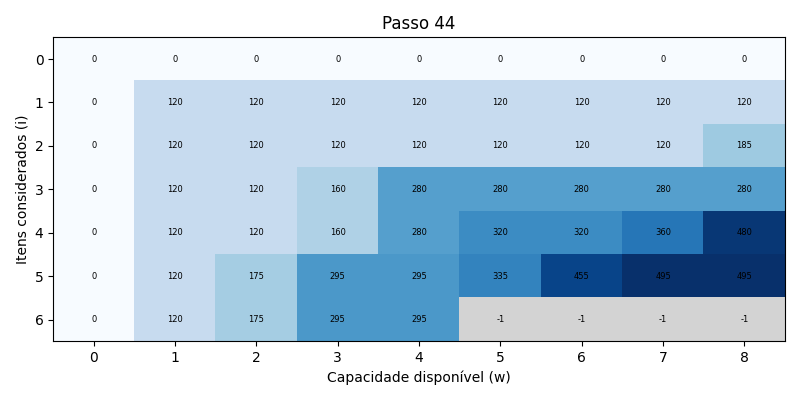 Passo 44
Itens considerados (i)
0 0 0 0 0 0 0 0 0 0
1 0 120 120 120 120 120 120 120 120
2 0 120 120 120 120 120 120 120 185
3 0 120 120 160 280 280 280 280 280
4 0 120 120 160 280 320 320 360 480
5 0 120 175 295 295 335 455 495 495
6 0 120 175 295 295 -1 -1 -1 -1
0 1 2 3 4 5 6 7 8
Capacidade disponível (w)